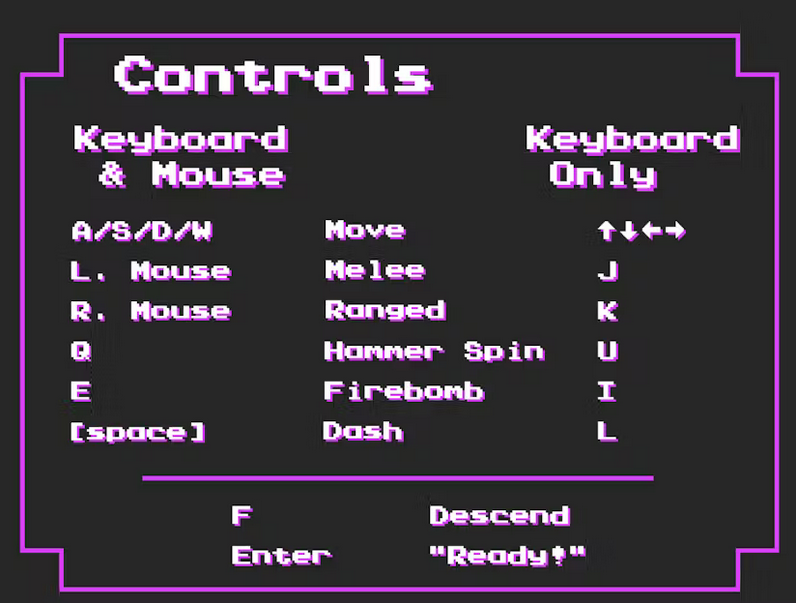 Controls
Keyboard & Mouse
Keyboard Only
A/S/D/W Move ↑↓←→
L. Mouse Melee J
R. Mouse Ranged K
Q Hammer Spin U
E Firebomb I
[space] Dash L
F Descend
Enter "Ready!"